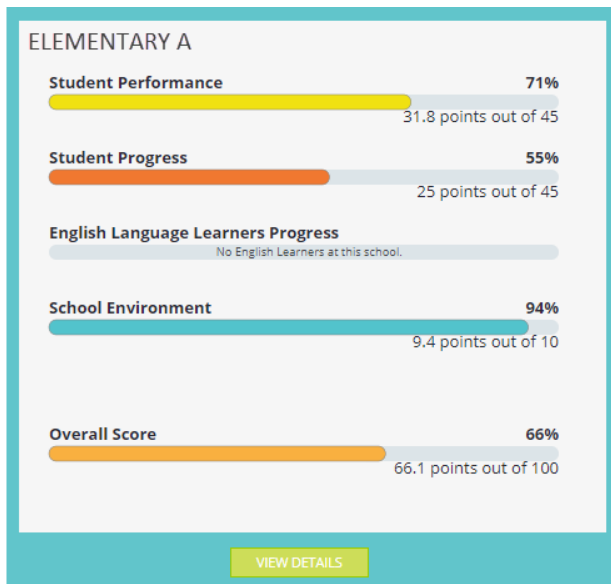 ELEMENTARY A
Student Performance 71%
31.8 points out of 45
Student Progress 55%
25 points out of 45
English Language Learners Progress
No English Learners at this school.
School Environment 94%
9.4 points out of 10
Overall Score 66%
66.1 points out of 100
VIEW DETAILS